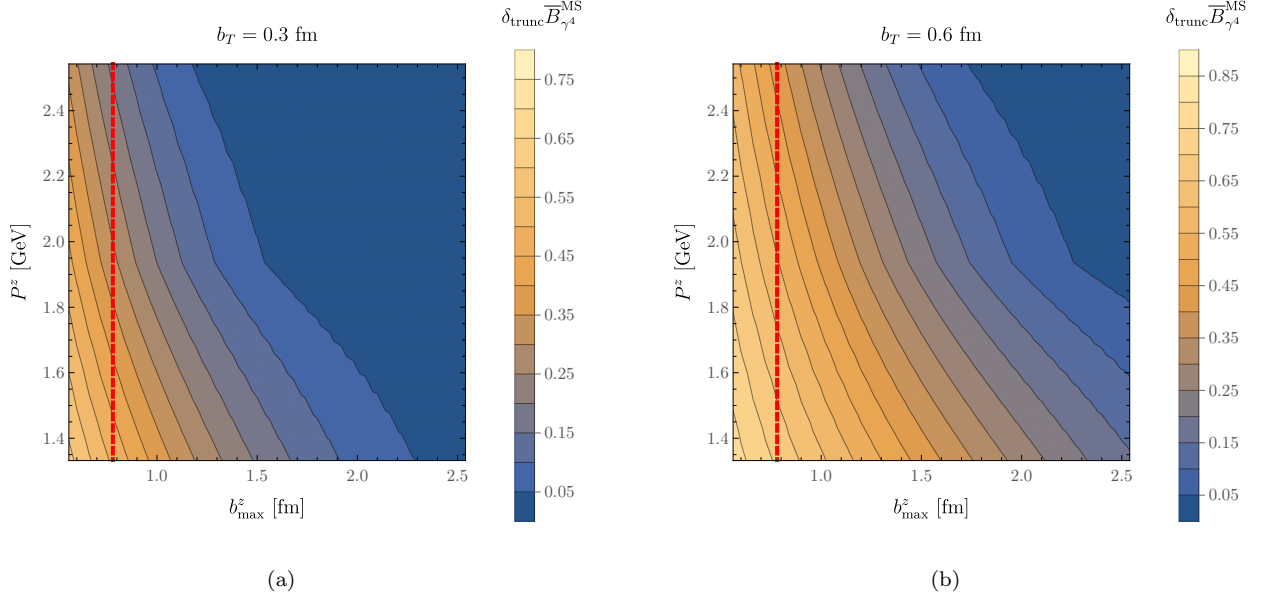 δ_trunc B̅^MS_γ⁴
b_T = 0.3 fm
0.75
0.65
0.55
0.45
0.35
0.25
0.15
0.05
2.4
2.2
2.0
1.8
1.6
1.4
P^z [GeV]
1.0 1.5 2.0 2.5
b^z_max [fm]
(a)
δ_trunc B̅^MS_γ⁴
b_T = 0.6 fm
0.85
0.75
0.65
0.55
0.45
0.35
0.25
0.15
0.05
2.4
2.2
2.0
1.8
1.6
1.4
P^z [GeV]
1.0 1.5 2.0 2.5
b^z_max [fm]
(b)